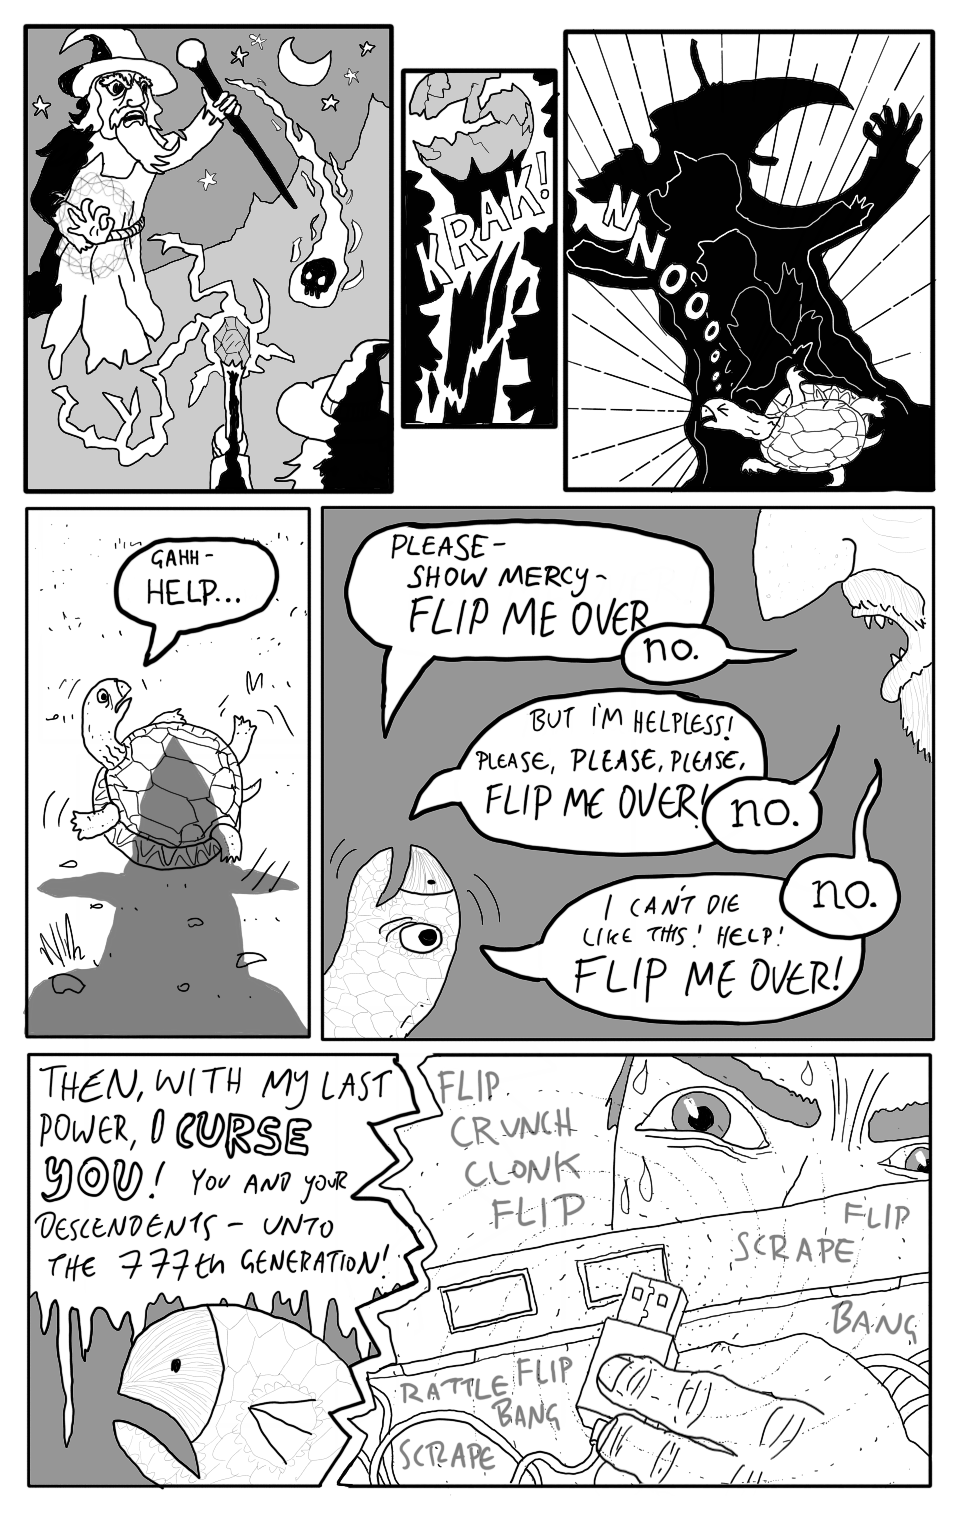 KRAK!
NNOOOOOO
GAHH-
HELP...
PLEASE-
SHOW MERCY-
FLIP ME OVER
no.
BUT I'M HELPLESS!
PLEASE, PLEASE, PLEASE,
FLIP ME OVER!
no.
no.
I CAN'T DIE
LIKE THIS! HELP!
FLIP ME OVER!
THEN, WITH MY LAST
POWER, I CURSE
YOU! YOU AND YOUR
DESCENDENTS - UNTO
THE 777th GENERATION!
FLIP
CRUNCH
CLONK
FLIP
FLIP
SCRAPE
BANG
FLIP
RATTLE
BANG
SCRAPE